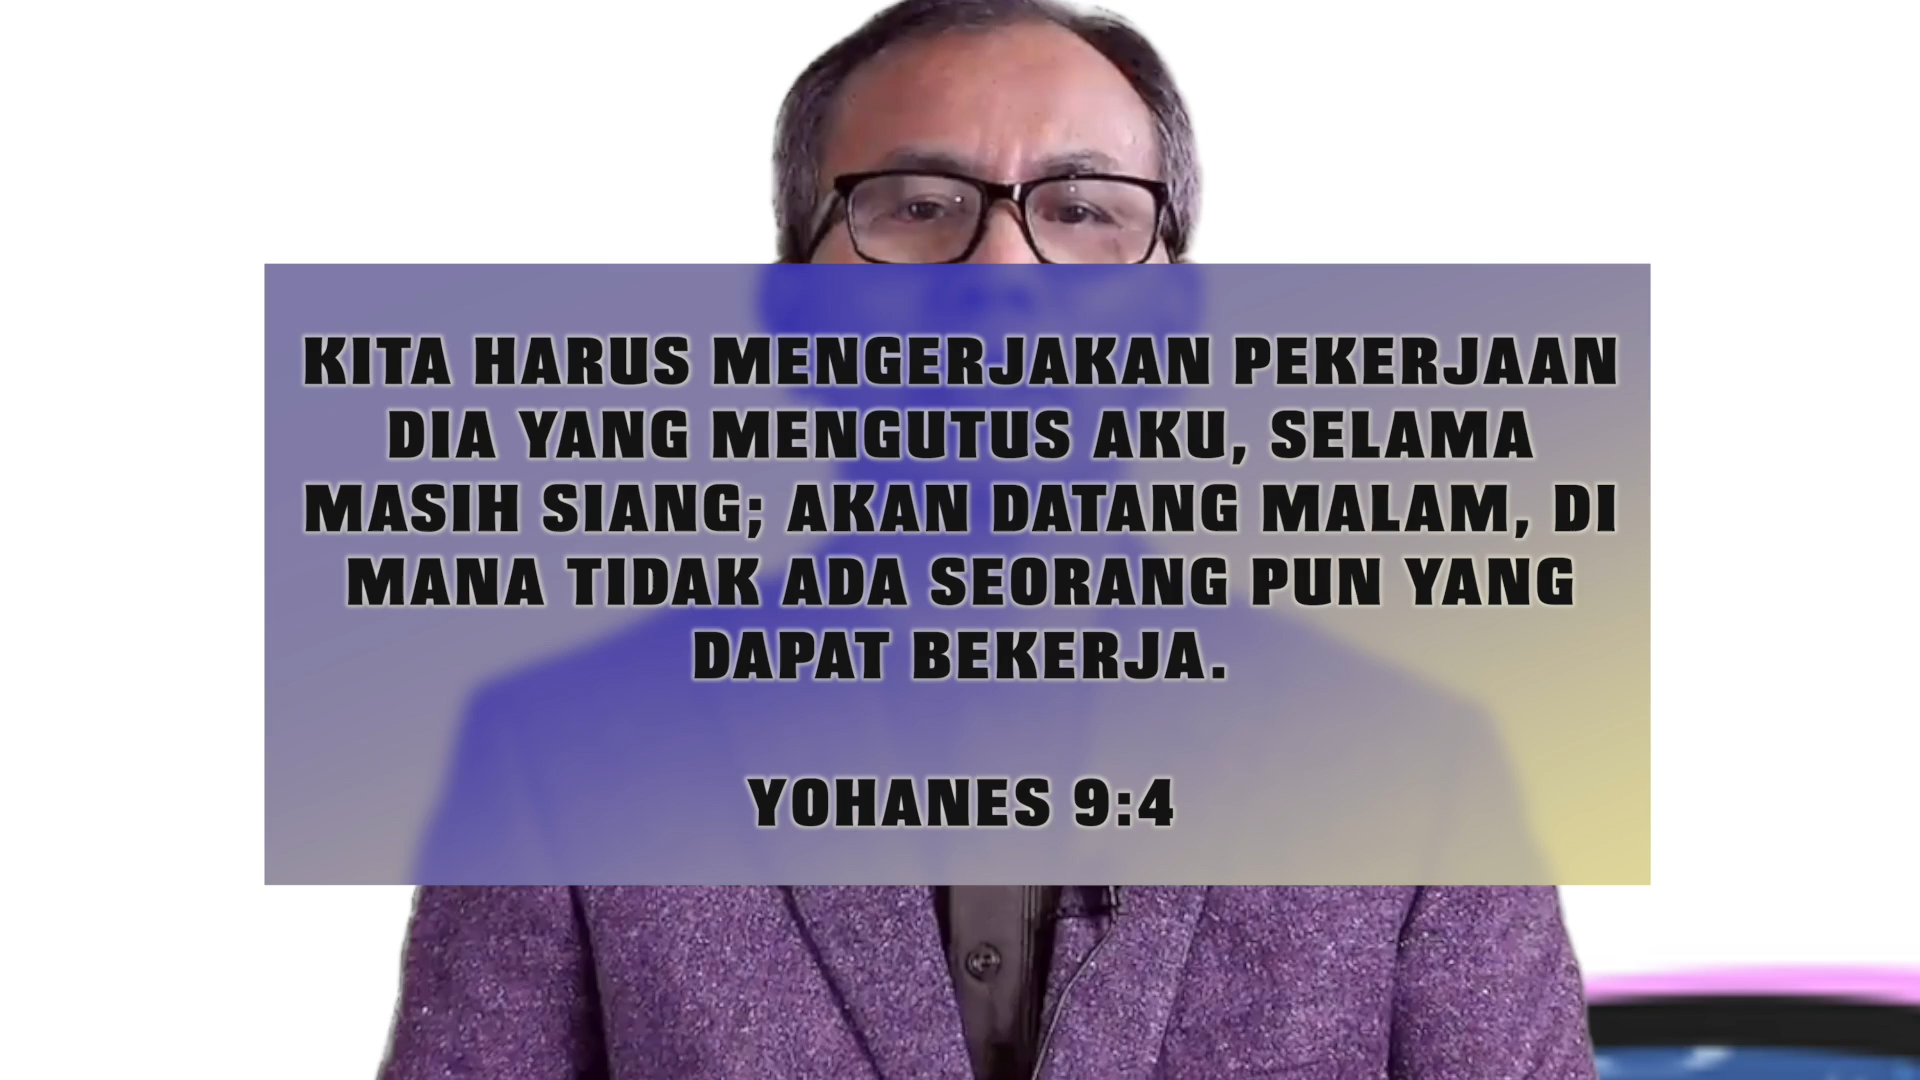 KITA HARUS MENGERJAKAN PEKERJAAN
DIA YANG MENGUTUS AKU, SELAMA
MASIH SIANG; AKAN DATANG MALAM, DI
MANA TIDAK ADA SEORANG PUN YANG
DAPAT BEKERJA.
YOHANES 9:4